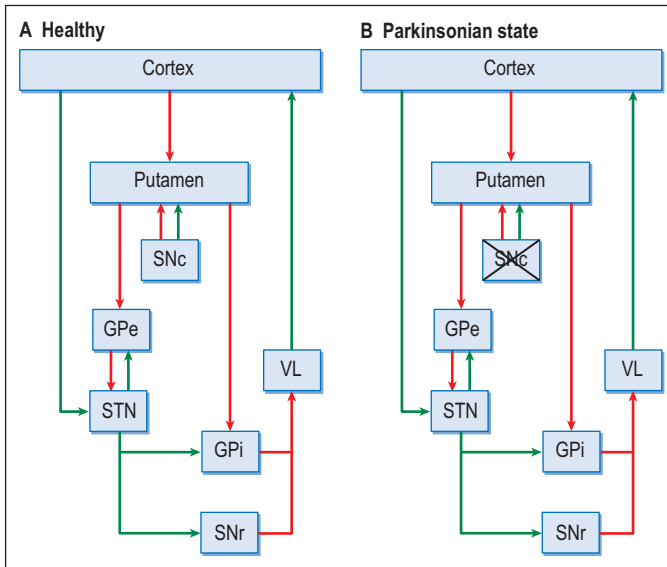 A Healthy
Cortex
Putamen
SNc
GPe
VL
STN
GPi
SNr
B Parkinsonian state
Cortex
Putamen
SNc
GPe
VL
STN
GPi
SNr